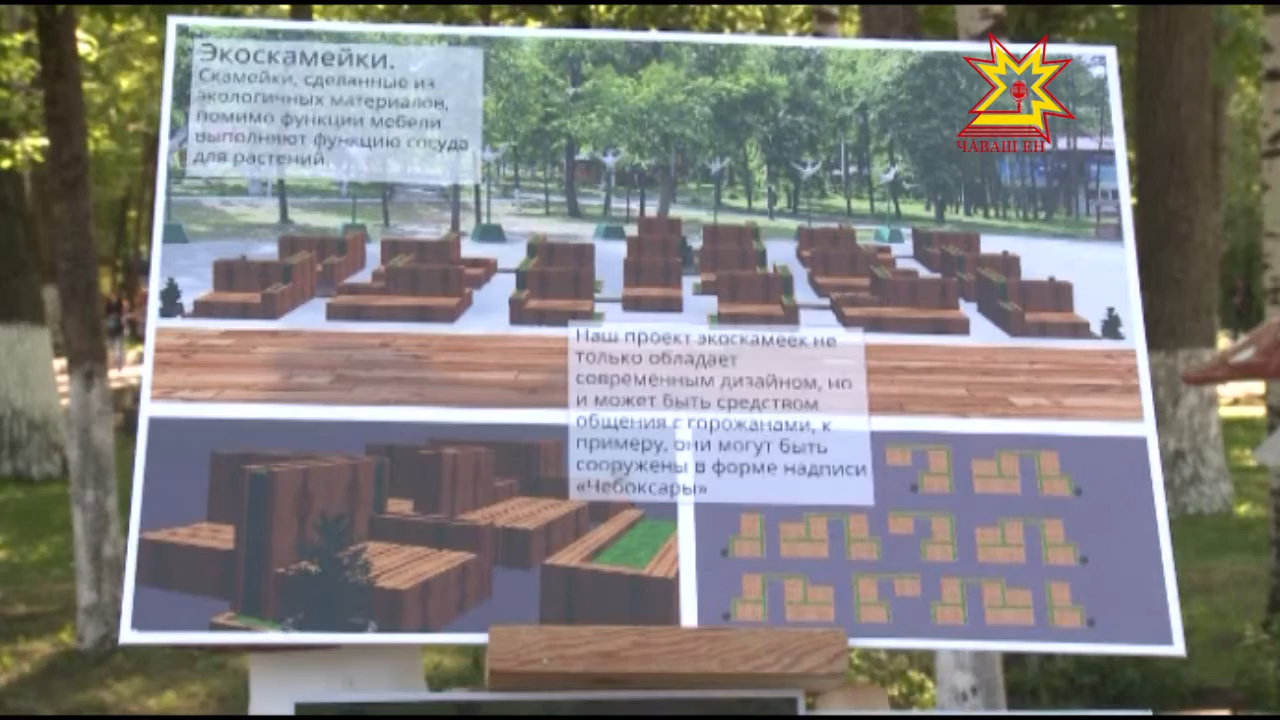 Экоскамейки.
Скамейки, сделанные из
экологичных материалов,
помимо функции мебели
выполняют функцию сосуда
для растений
ЧӐВАШ ЕН
Наш проект экоскамеек не
только обладает
современным дизайном, но
и может быть средством
общения с горожанами, к
примеру, они могут быть
сооружены в форме надписи
«Чебоксары»